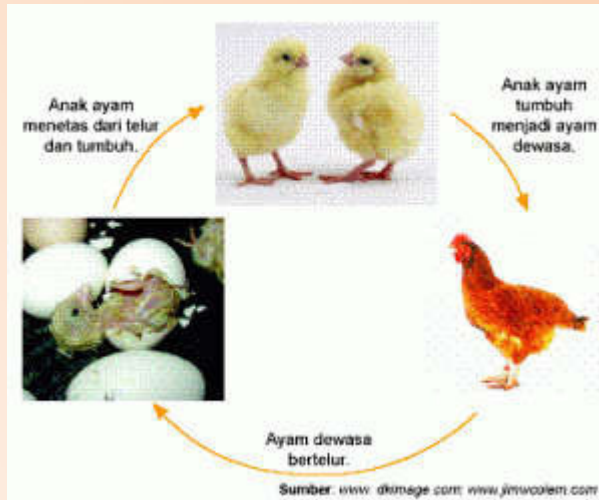 Anak ayam
menetas dari telur
dan tumbuh.
Anak ayam
tumbuh
menjadi ayam
dewasa.
Ayam dewasa
bertelur.
Sumber: www. dkimage.com; www.jimwcolem.com